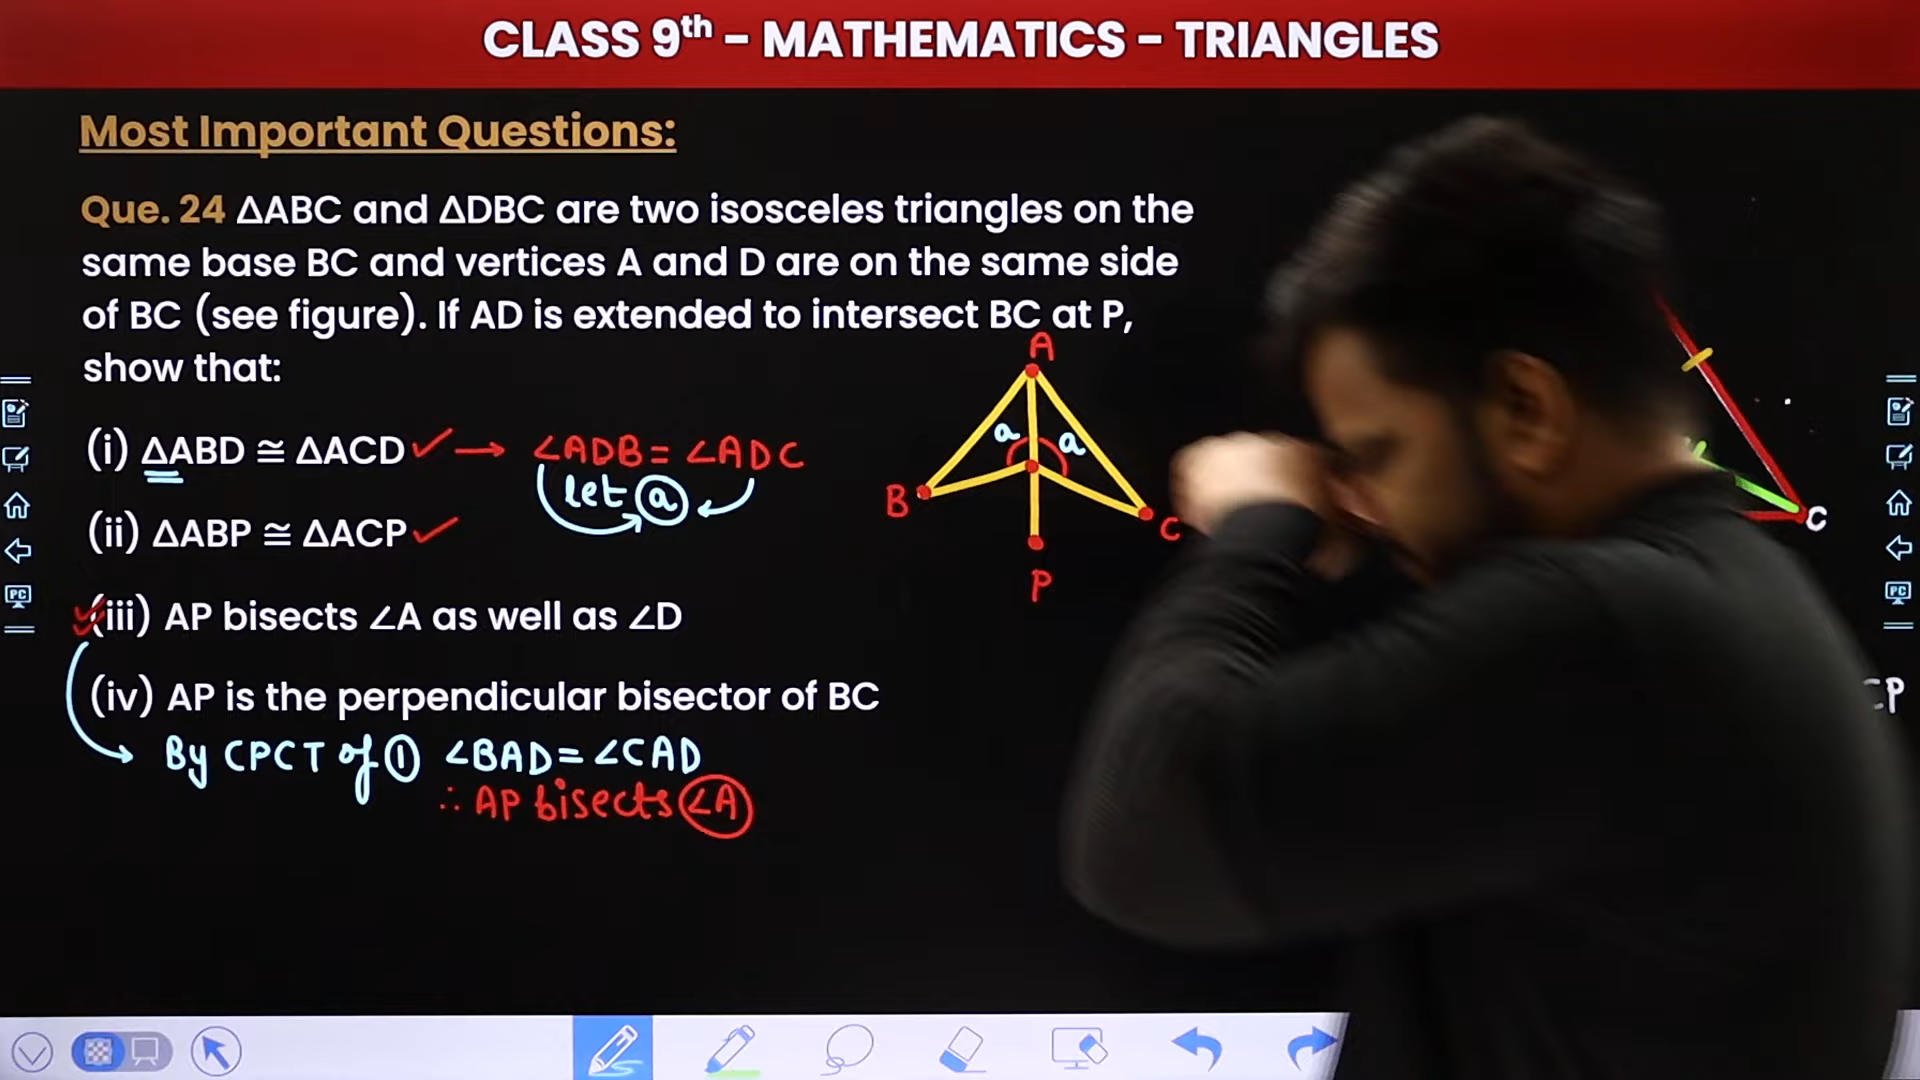 CLASS 9th - MATHEMATICS - TRIANGLES
Most Important Questions:
Que. 24 ΔABC and ΔDBC are two isosceles triangles on the
same base BC and vertices A and D are on the same side
of BC (see figure). If AD is extended to intersect BC at P,
show that:
(i) ΔABD ≅ ΔACD ✓ → ∠ADB = ∠ADC
let a
(ii) ΔABP ≅ ΔACP ✓
(iii) AP bisects ∠A as well as ∠D
(iv) AP is the perpendicular bisector of BC
By CPCT of ① ∠BAD = ∠CAD
∴ AP bisects ∠A
A
a a
B
C
P
C
CP
PC
PC